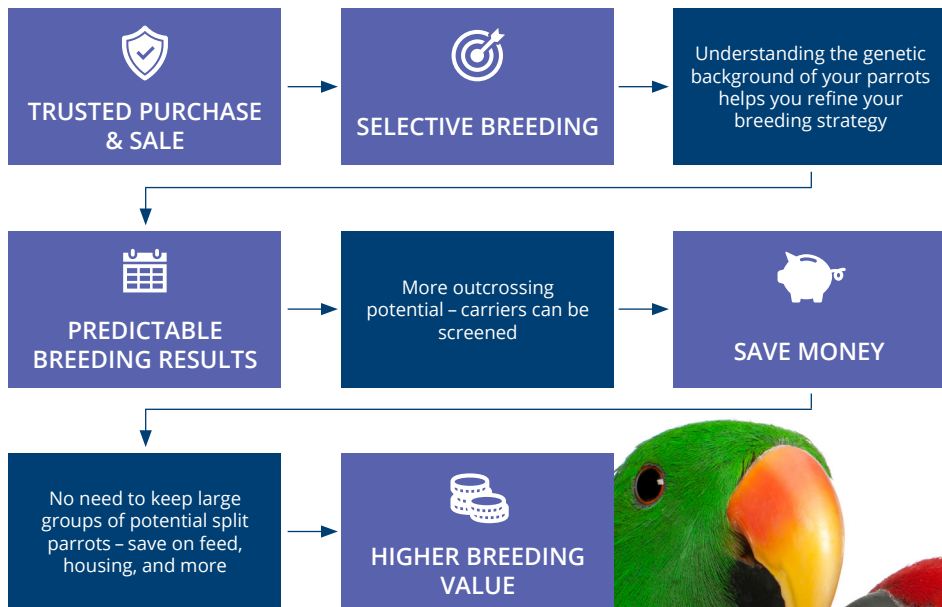 TRUSTED PURCHASE
& SALE
SELECTIVE BREEDING
Understanding the genetic
background of your parrots
helps you refine your
breeding strategy
PREDICTABLE
BREEDING RESULTS
More outcrossing
potential – carriers can be
screened
SAVE MONEY
No need to keep large
groups of potential split
parrots – save on feed,
housing, and more
HIGHER BREEDING
VALUE